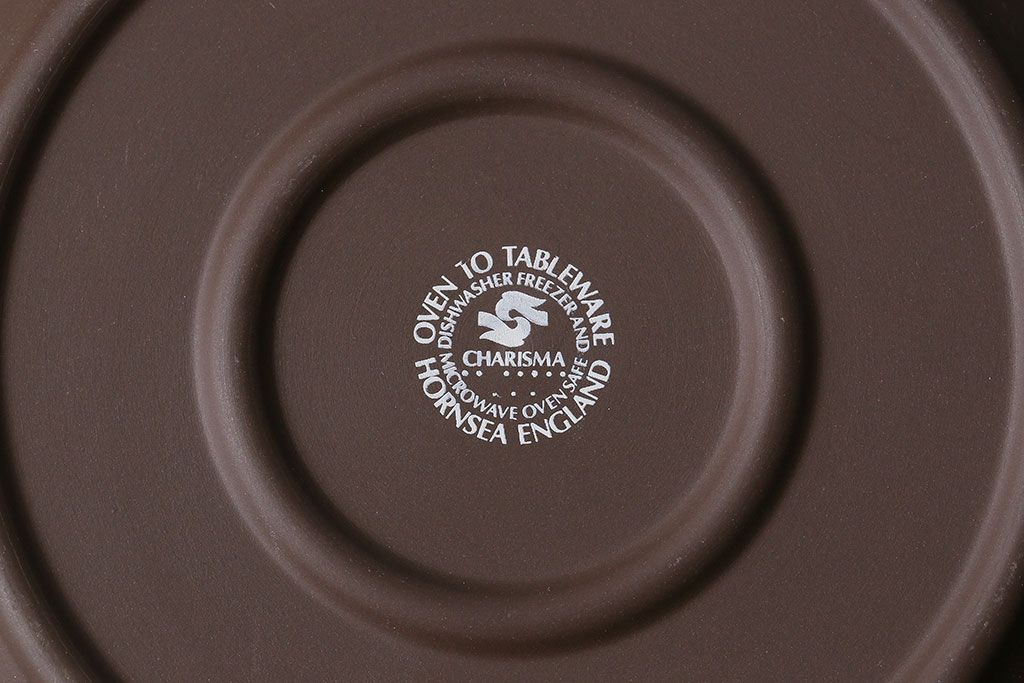 OVEN TO TABLEWARE
DISHWASHER FREEZER AND
CHARISMA
MICROWAVE OVEN SAFE
HORNSEA ENGLAND